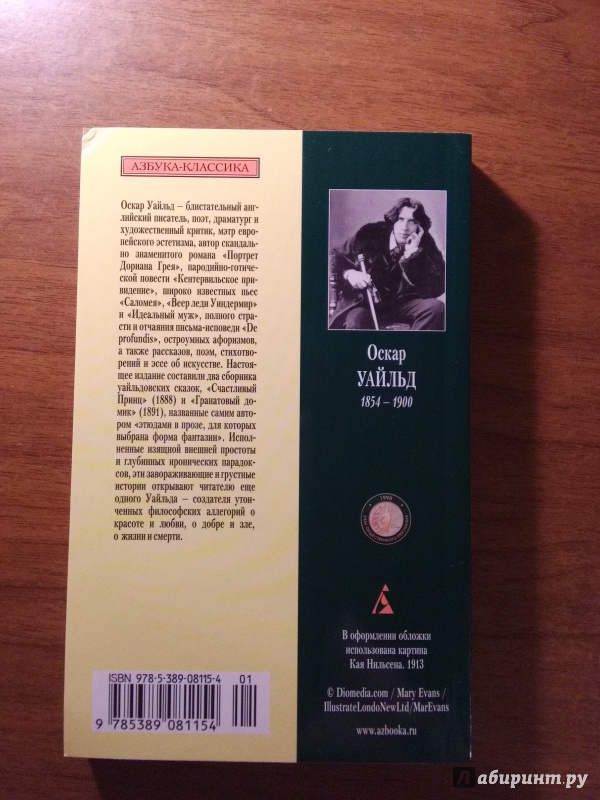 АЗБУКА-КЛАССИКА
Оскар Уайльд — блистательный анг-
лийский писатель, поэт, драматург и
художественный критик, мэтр евро-
пейского эстетизма, автор скандаль-
но знаменитого романа «Портрет
Дориана Грея», пародийно-готиче-
ской повести «Кентервильское при-
видение», широко известных пьес
«Саломея», «Веер леди Уиндермир»
и «Идеальный муж», полного стра-
сти и отчаяния письма-исповеди «De
profundis», остроумных афоризмов,
а также рассказов, поэм, стихотво-
рений и эссе об искусстве. Настоя-
щее издание составили два сборника
уайльдовских сказок, «Счастливый
Принц» (1888) и «Гранатовый до-
мик» (1891), названные самим авто-
ром «этюдами в прозе, для которых
выбрана форма фантазии». Испол-
ненные изящной внешней простоты
и глубинных иронических парадок-
сов, эти завораживающие и грустные
истории открывают читателю еще
одного Уайльда — создателя утон-
ченных философских аллегорий о
красоте и любви, о добре и зле,
о жизни и смерти.
ISBN 978-5-389-08115-4
01
9 785389 081154
Оскар
УАЙЛЬД
1854 – 1900
1998
В оформлении обложки
использована картина
Кая Нильсена. 1913
© Diomedia.com / Mary Evans /
IllustrateLondonNewLtd/MarEvans
www.azbooka.ru
лабиринт.ру